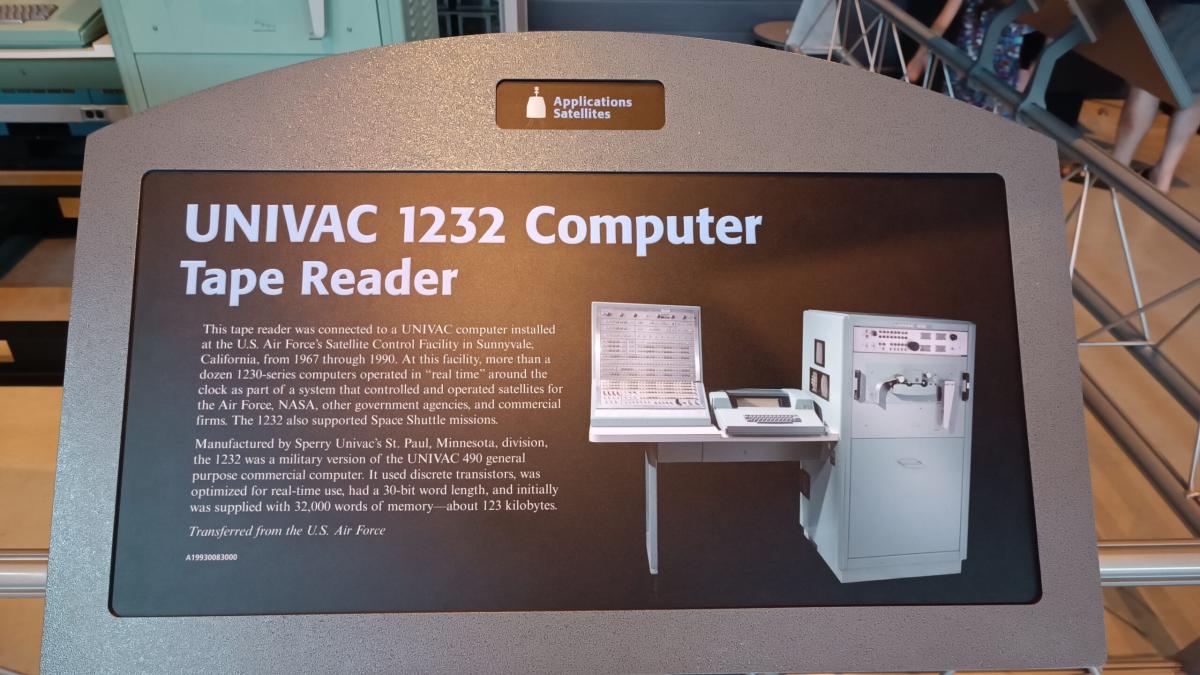 Applications
Satellites
UNIVAC 1232 Computer
Tape Reader
This tape reader was connected to a UNIVAC computer installed
at the U.S. Air Force's Satellite Control Facility in Sunnyvale,
California, from 1967 through 1990. At this facility, more than a
dozen 1230-series computers operated in “real time” around the
clock as part of a system that controlled and operated satellites for
the Air Force, NASA, other government agencies, and commercial
firms. The 1232 also supported Space Shuttle missions.
Manufactured by Sperry Univac's St. Paul, Minnesota, division,
the 1232 was a military version of the UNIVAC 490 general
purpose commercial computer. It used discrete transistors, was
optimized for real-time use, had a 30-bit word length, and initially
was supplied with 32,000 words of memory—about 123 kilobytes.
Transferred from the U.S. Air Force
A19930083000